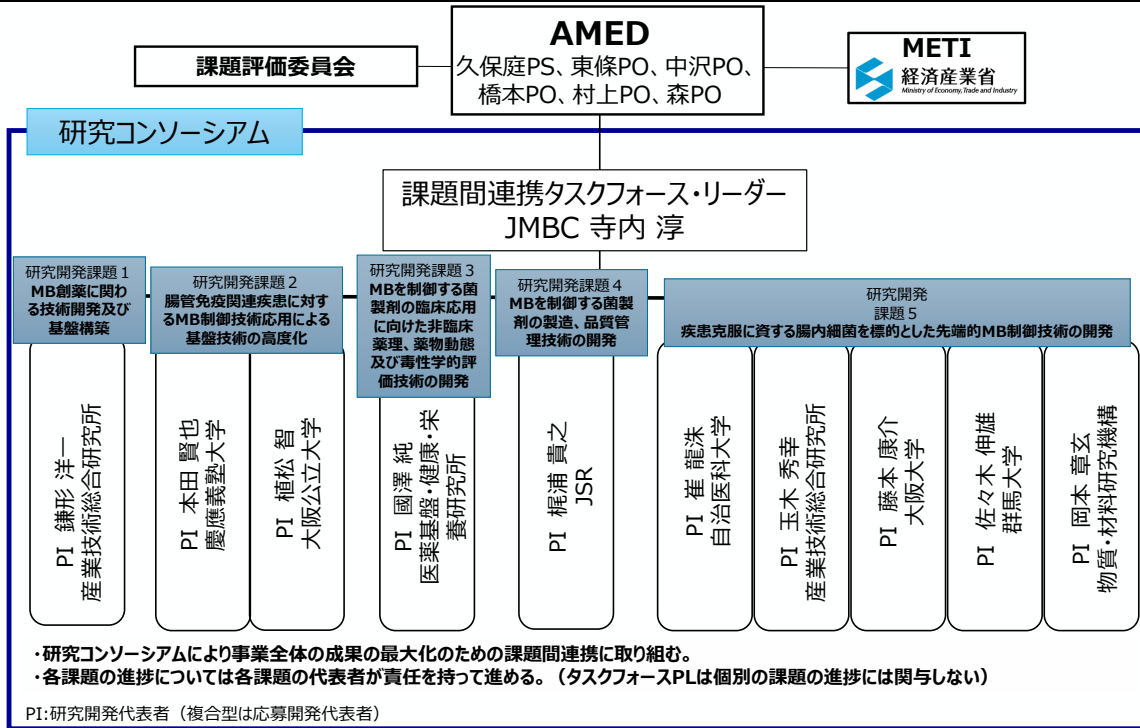 AMED
久保庭PS、東條PO、中沢PO、
橋本PO、村上PO、森PO
課題評価委員会
METI
経済産業省
Ministry of Economy, Trade and Industry
研究コンソーシアム
課題間連携タスクフォース・リーダー
JMBC 寺内 淳
研究開発課題1
MB創薬に関わ
る技術開発及び
基盤構築
PI 鎌形 洋一
産業技術総合研究所
研究開発課題2
腸管免疫関連疾患に対す
るMB制御技術応用による
基盤技術の高度化
PI 本田 賢也
慶應義塾大学
PI 植松 智
大阪公立大学
研究開発課題3
MBを制御する菌
製剤の臨床応用
に向けた非臨床
薬理、薬物動態
及び毒性学的評
価技術の開発
PI 國澤 純
医薬基盤・健康・栄
養研究所
研究開発課題4
MBを制御する菌製
剤の製造、品質管
理技術の開発
PI 梶浦 貴之
JSR
研究開発
課題5
疾患克服に資する腸内細菌を標的とした先端的MB制御技術の開発
PI 崔 龍洙
自治医科大学
PI 玉木 秀幸
産業技術総合研究所
PI 藤本 康介
大阪大学
PI 佐々木 伸雄
群馬大学
PI 岡本 章玄
物質・材料研究機構
・研究コンソーシアムにより事業全体の成果の最大化のための課題間連携に取り組む。
・各課題の進捗については各課題の代表者が責任を持って進める。（タスクフォースPLは個別の課題の進捗には関与しない）
PI:研究開発代表者（複合型は応募開発代表者）